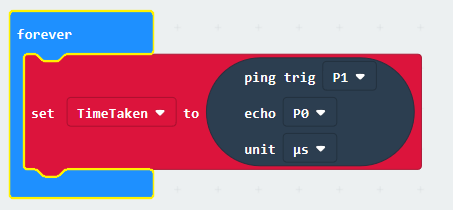 forever
ping trig P1
set TimeTaken to echo P0
unit µs